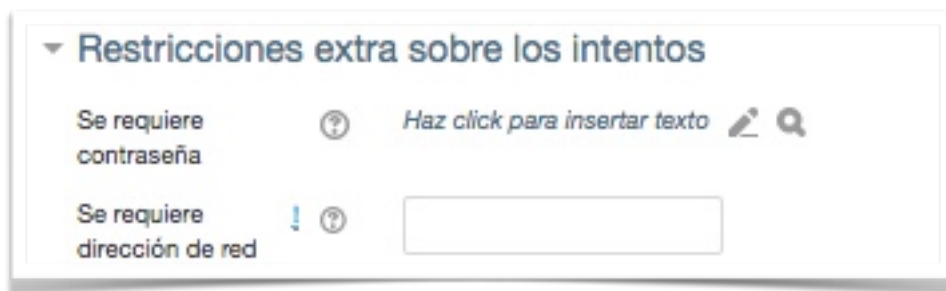 Restricciones extra sobre los intentos
Se requiere
contraseña
Haz click para insertar texto
Se requiere
dirección de red
!